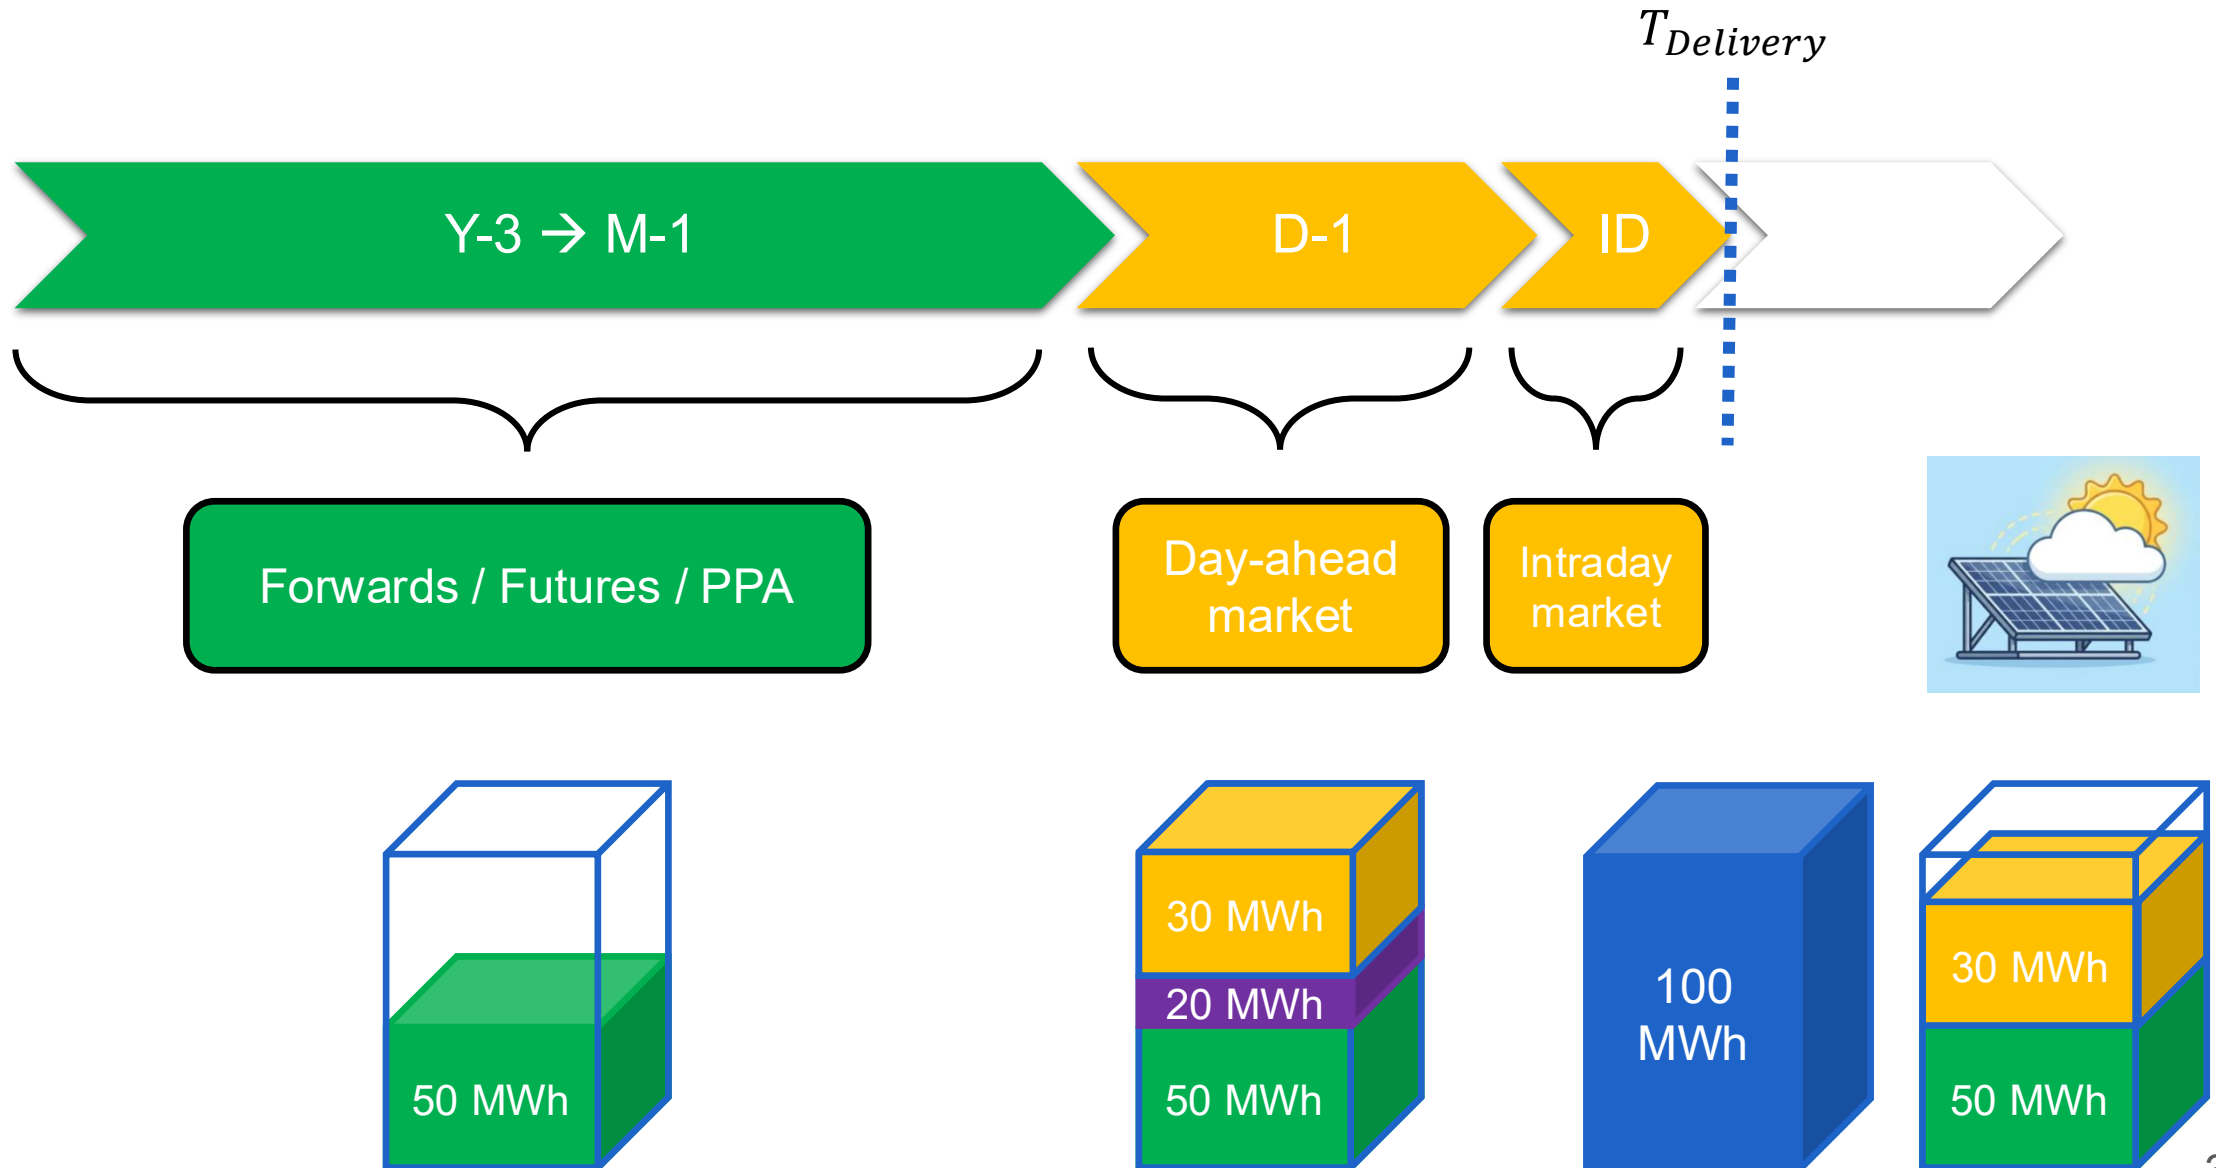 T_Delivery
Y-3 → M-1
D-1
ID
Forwards / Futures / PPA
Day-ahead
market
Intraday
market
50 MWh
30 MWh
20 MWh
50 MWh
100
MWh
30 MWh
50 MWh